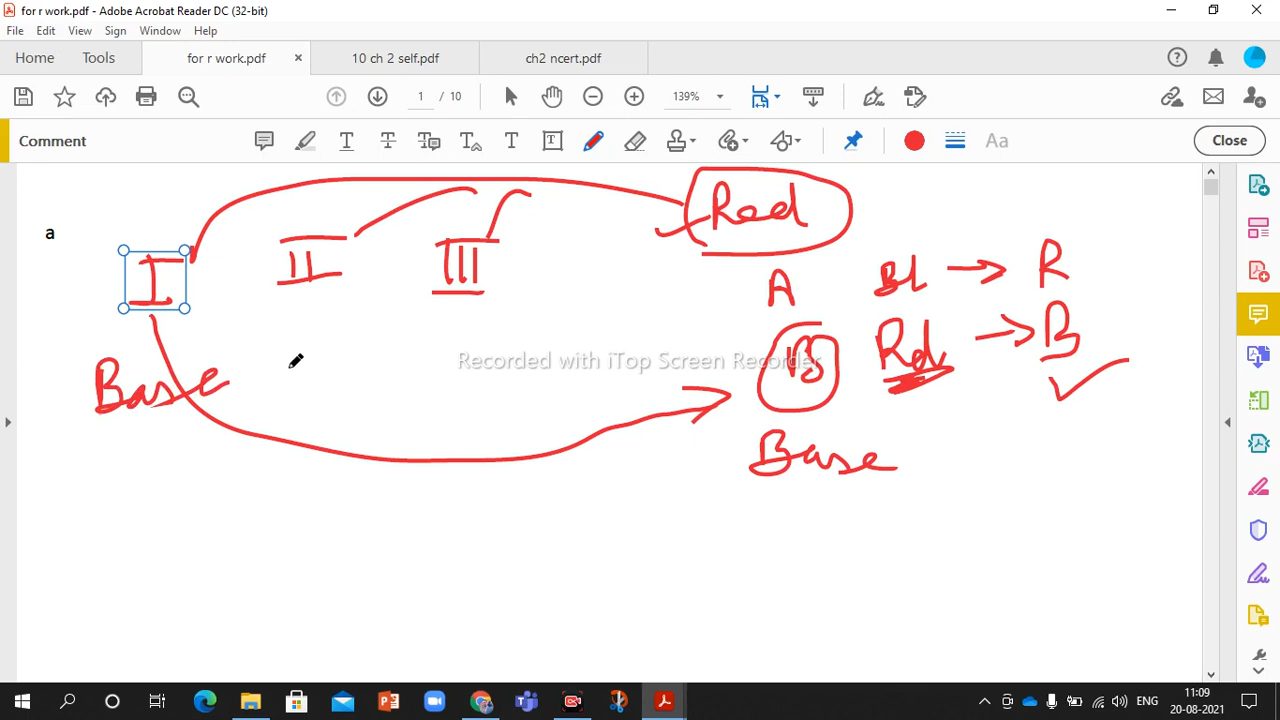 for r work.pdf - Adobe Acrobat Reader DC (32-bit)
File Edit View Sign Window Help
Home Tools for r work.pdf × 10 ch 2 self.pdf ch2 ncert.pdf
1 / 10 139%
Comment Aa Close
Red
a
I II III
A Bl → R
B Rd → B
Recorded with iTop Screen Recorder
Base
Base
ENG 11:09
20-08-2021